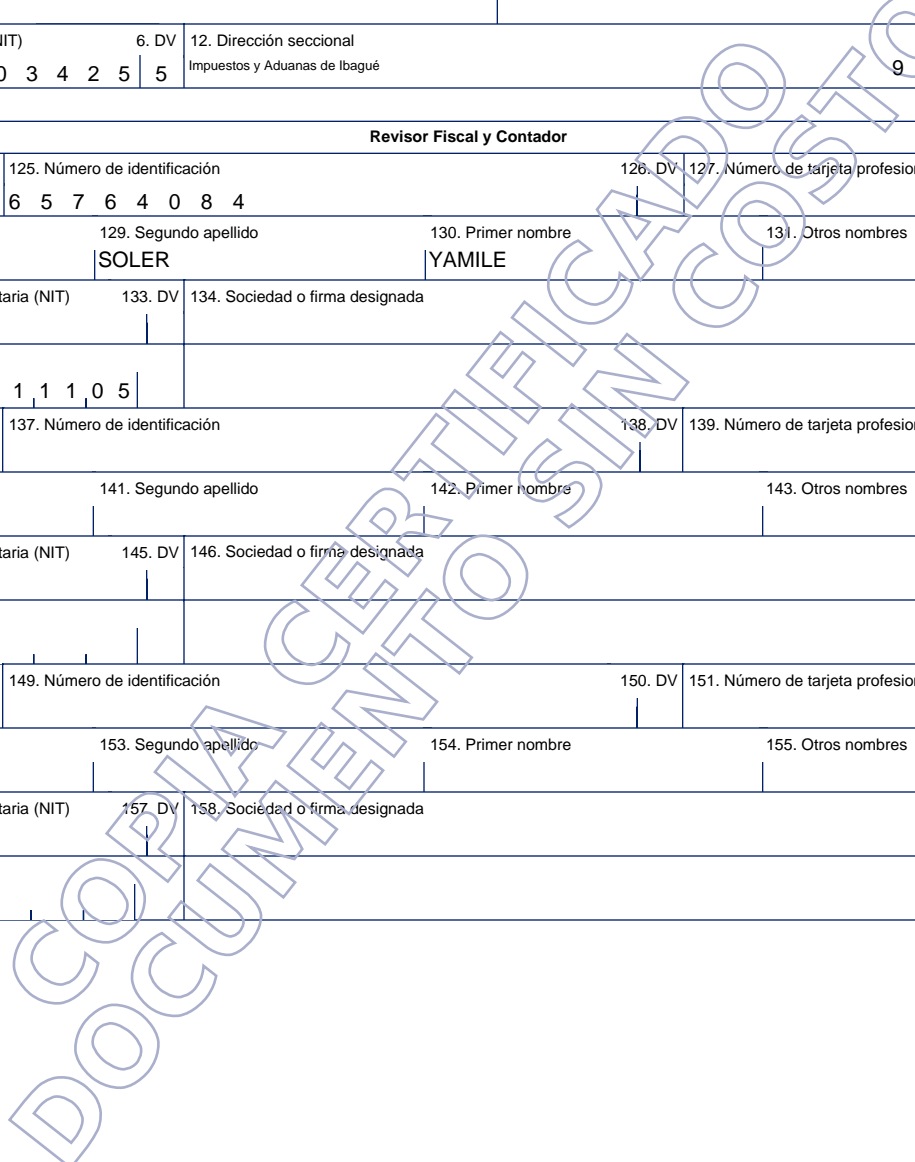 IT) 6. DV 12. Dirección seccional
0 3 4 2 5 5 Impuestos y Aduanas de Ibagué 9
Revisor Fiscal y Contador
125. Número de identificación 126. DV 127. Número de tarjeta profesion
6 5 7 6 4 0 8 4
129. Segundo apellido 130. Primer nombre 131. Otros nombres
SOLER YAMILE
taria (NIT) 133. DV 134. Sociedad o firma designada
1 1 1 0 5
137. Número de identificación 138. DV 139. Número de tarjeta profesion
141. Segundo apellido 142. Primer nombre 143. Otros nombres
taria (NIT) 145. DV 146. Sociedad o firma designada
149. Número de identificación 150. DV 151. Número de tarjeta profesion
153. Segundo apellido 154. Primer nombre 155. Otros nombres
taria (NIT) 157. DV 158. Sociedad o firma designada
COPIA CERTIFICADO
DOCUMENTO SIN COSTO